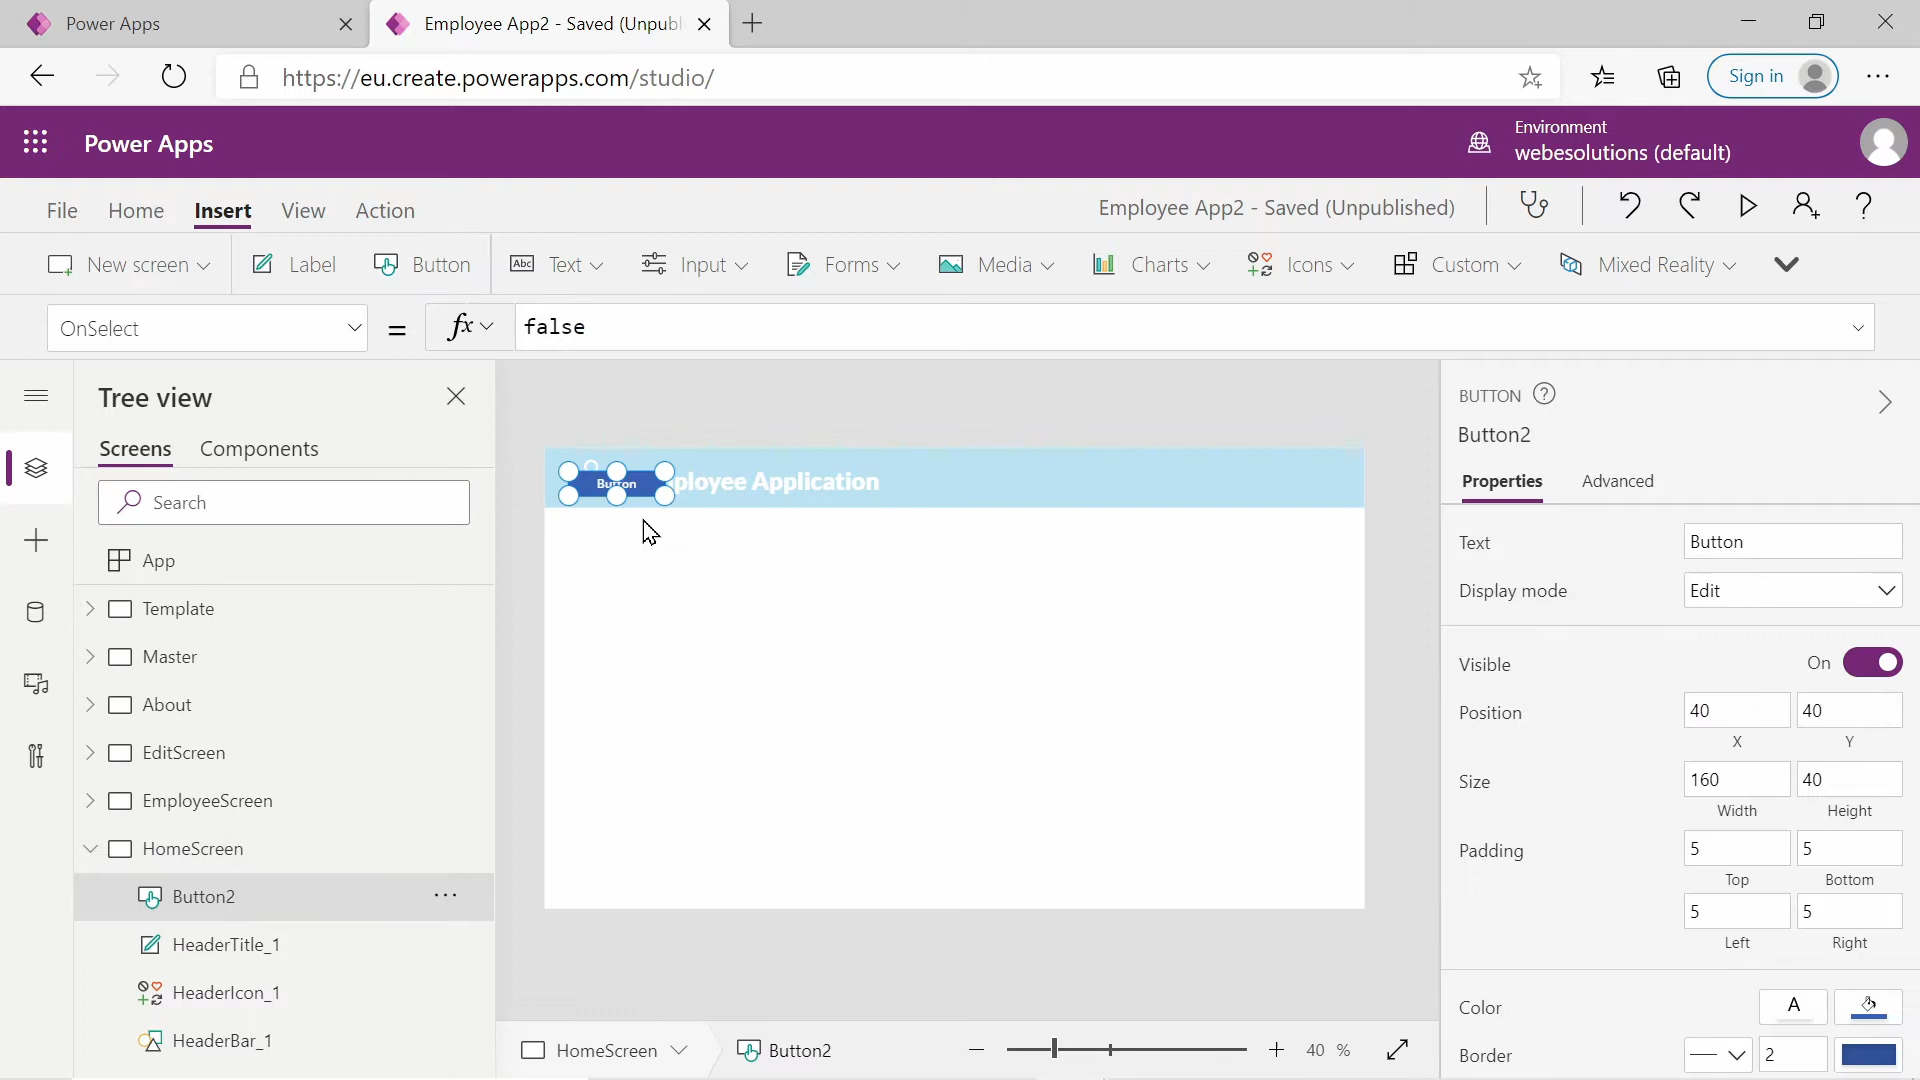 Power Apps
Employee App2 - Saved (Unpubl
https://eu.create.powerapps.com/studio/
Sign in
Power Apps
Environment
webesolutions (default)
File Home Insert View Action
Employee App2 - Saved (Unpublished)
New screen Label Button Abc Text Input Forms Media Charts Icons Custom Mixed Reality
OnSelect = fx false
Tree view
Screens Components
Search
App
Template
Master
About
EditScreen
EmployeeScreen
HomeScreen
Button2
HeaderTitle_1
HeaderIcon_1
HeaderBar_1
Button
ployee Application
HomeScreen Button2 40 %
BUTTON ?
Button2
Properties Advanced
Text Button
Display mode Edit
Visible On
Position 40 40
X Y
Size 160 40
Width Height
Padding 5 5
Top Bottom
5 5
Left Right
Color A
Border 2